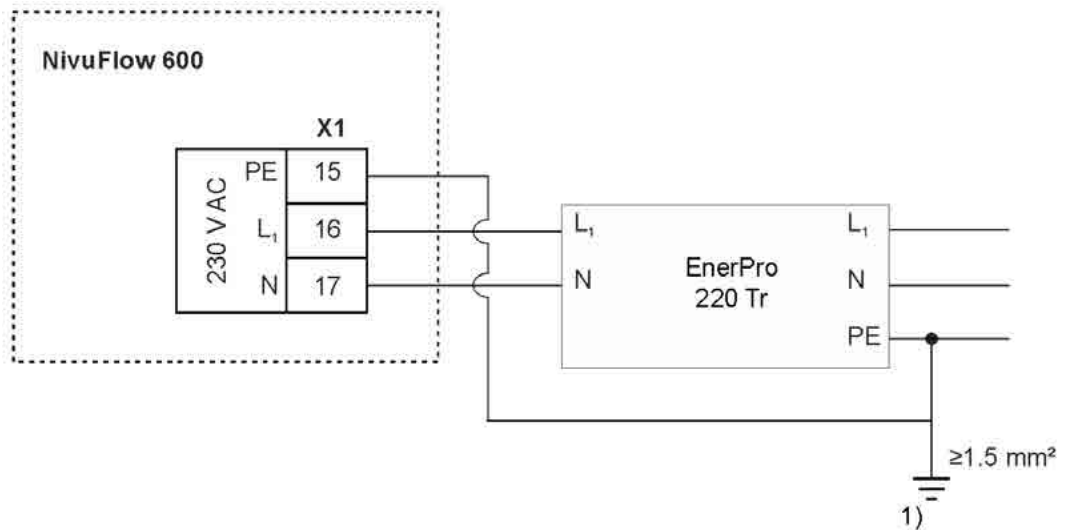 NivuFlow 600
X1
230 V AC
PE 15
L₁ 16
N 17
L₁
N
EnerPro
220 Tr
L₁
N
PE
≥1.5 mm²
1)